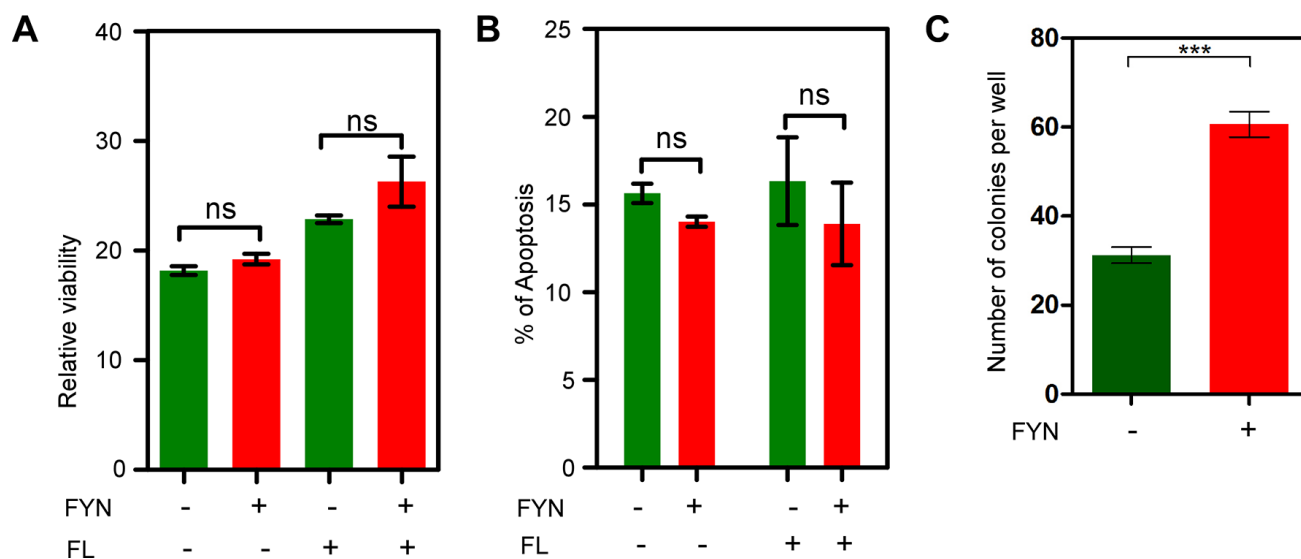 A
Relative viability
40
30
20
10
0
ns
ns
FYN - + - +
FL - - + +
B
% of Apoptosis
25
20
15
10
5
0
ns
ns
FYN - + - +
FL - - + +
C
Number of colonies per well
80
60
40
20
0
***
FYN - +